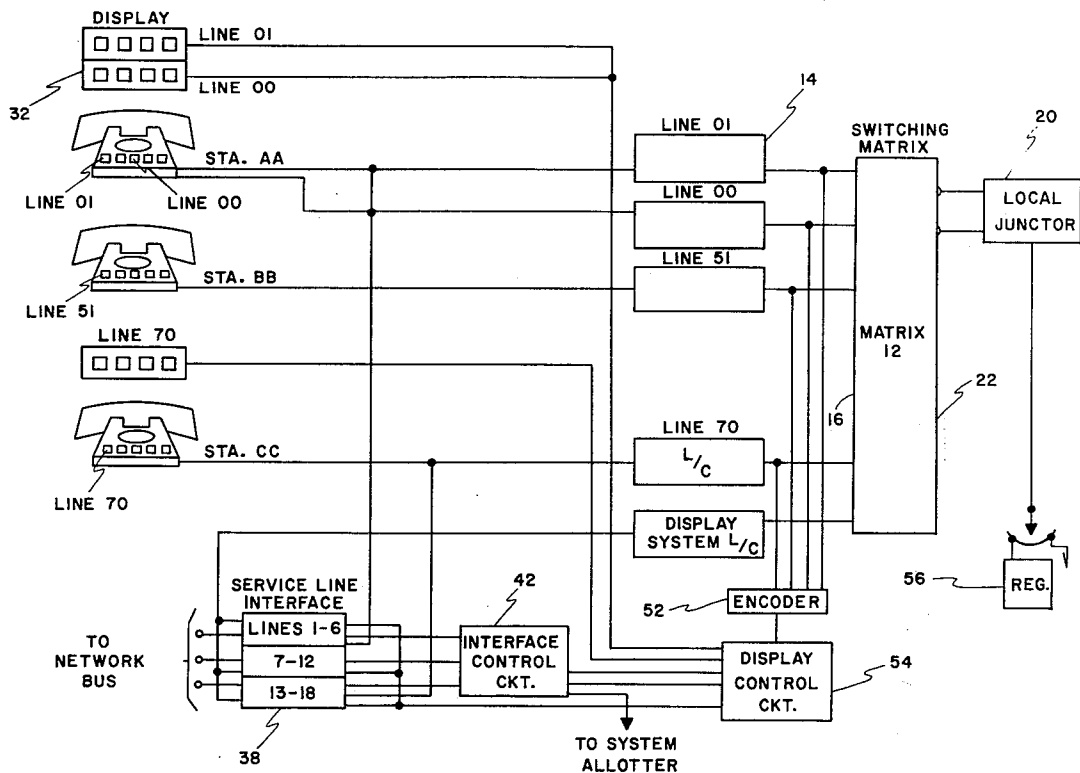 DISPLAY
LINE 01
LINE 00
32
14
20
LINE 01
SWITCHING
MATRIX
STA. AA
LINE 01
LINE 00
LINE 00
LOCAL
JUNCTOR
LINE 51
STA. BB
LINE 51
LINE 70
MATRIX
12
22
16
LINE 70
STA. CC
L/C
LINE 70
DISPLAY
SYSTEM L/C
SERVICE LINE
INTERFACE
42
52
ENCODER
56
REG.
LINES 1-6
TO
NETWORK
BUS
7-12
13-18
INTERFACE
CONTROL
CKT.
DISPLAY
CONTROL
CKT.
54
38
TO SYSTEM
ALLOTTER